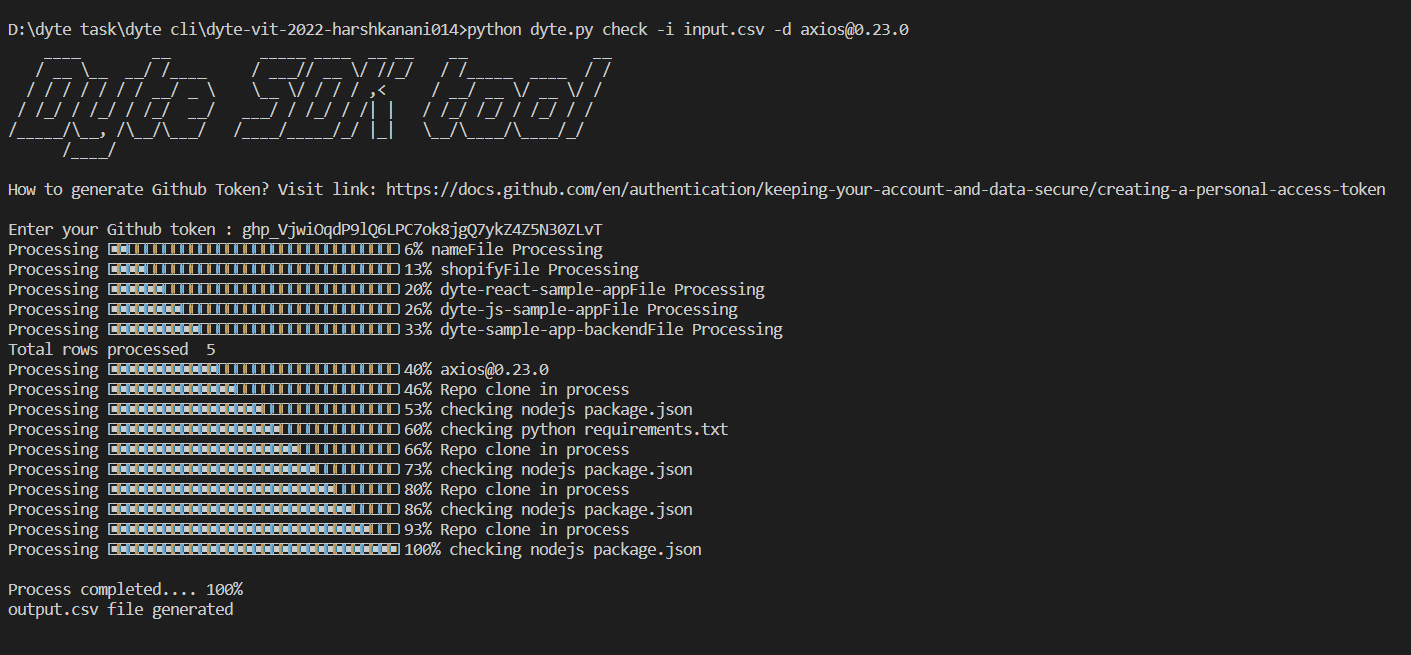 D:\dyte task\dyte cli\dyte-vit-2022-harshkanani014>python dyte.py check -i input.csv -d axios@0.23.0
Dyte SDK tool
How to generate Github Token? Visit link: https://docs.github.com/en/authentication/keeping-your-account-and-data-secure/creating-a-personal-access-token
Enter your Github token : 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
Processing 6% nameFile Processing
Processing 13% shopifyFile Processing
Processing 20% dyte-react-sample-appFile Processing
Processing 26% dyte-js-sample-appFile Processing
Processing 33% dyte-sample-app-backendFile Processing
Total rows processed  5
Processing 40% axios@0.23.0
Processing 46% Repo clone in process
Processing 53% checking nodejs package.json
Processing 60% checking python requirements.txt
Processing 66% Repo clone in process
Processing 73% checking nodejs package.json
Processing 80% Repo clone in process
Processing 86% checking nodejs package.json
Processing 93% Repo clone in process
Processing 100% checking nodejs package.json
Process completed.... 100%
output.csv file generated